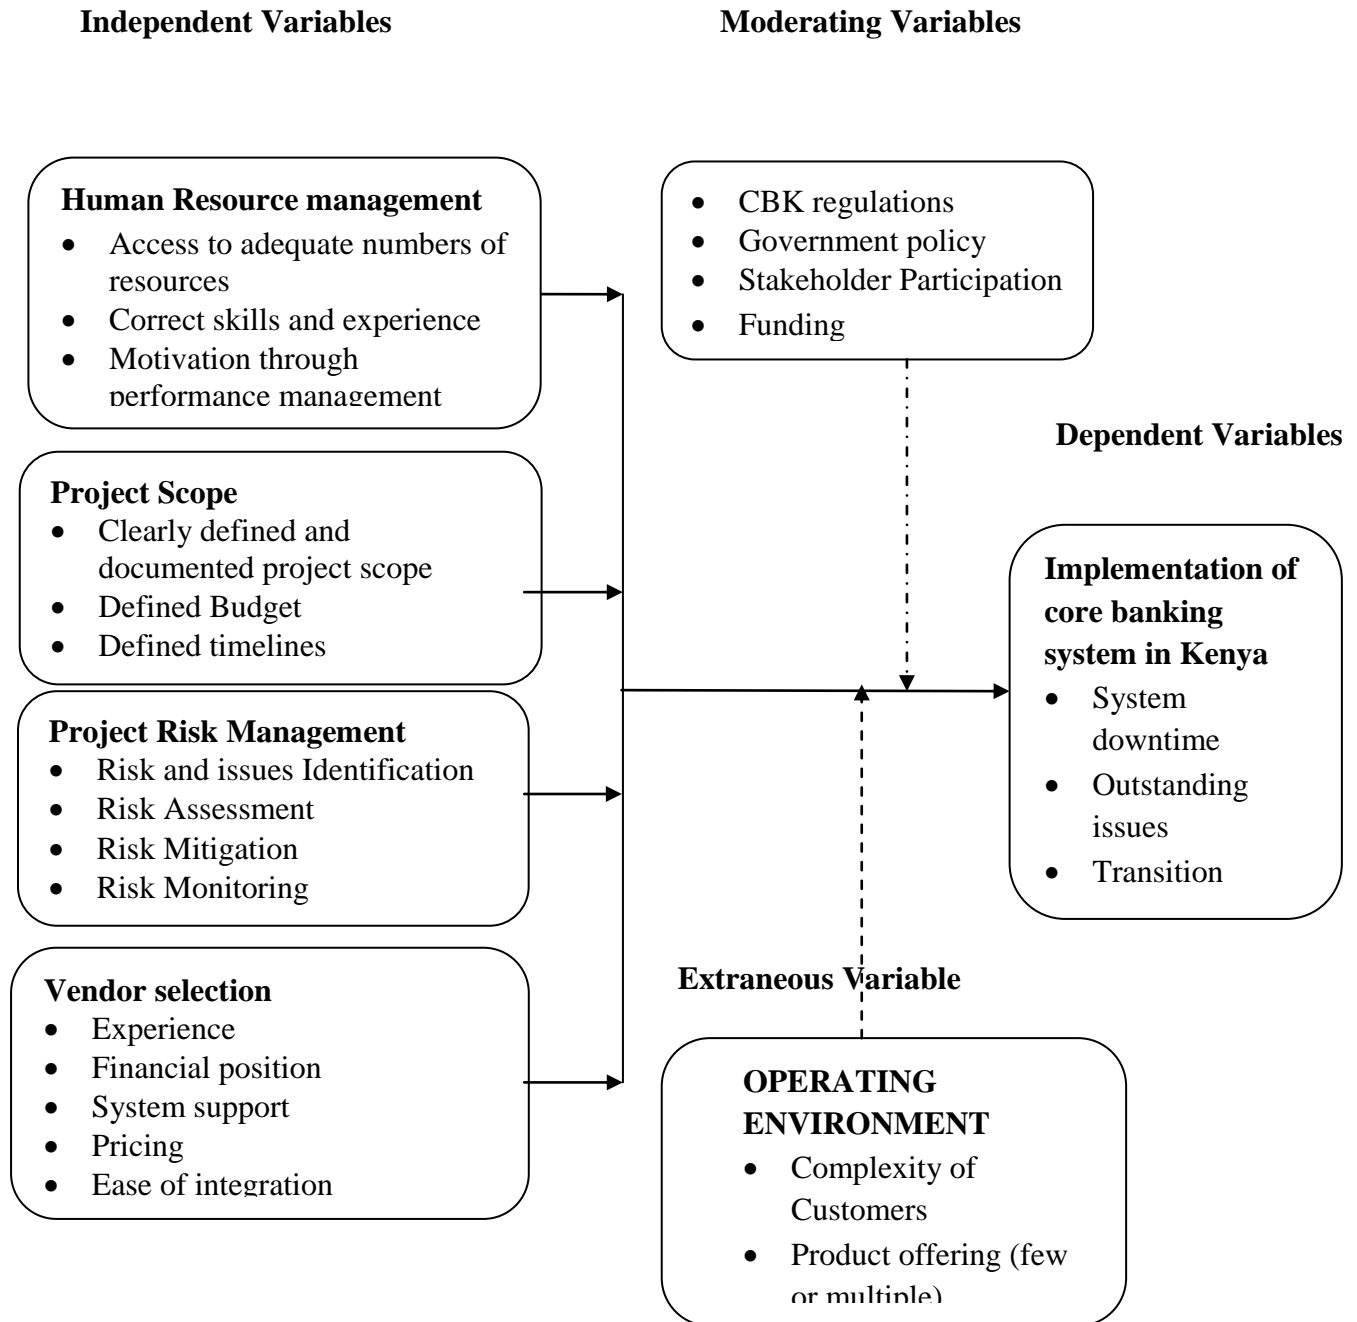 Independent Variables
Moderating Variables
Human Resource management
• Access to adequate numbers of
resources
• Correct skills and experience
• Motivation through
performance management
• CBK regulations
• Government policy
• Stakeholder Participation
• Funding
Dependent Variables
Project Scope
• Clearly defined and
documented project scope
• Defined Budget
• Defined timelines
Implementation of
core banking
system in Kenya
• System
downtime
• Outstanding
issues
• Transition
Project Risk Management
• Risk and issues Identification
• Risk Assessment
• Risk Mitigation
• Risk Monitoring
Extraneous Variable
Vendor selection
• Experience
• Financial position
• System support
• Pricing
• Ease of integration
OPERATING
ENVIRONMENT
• Complexity of
Customers
• Product offering (few
or multiple)